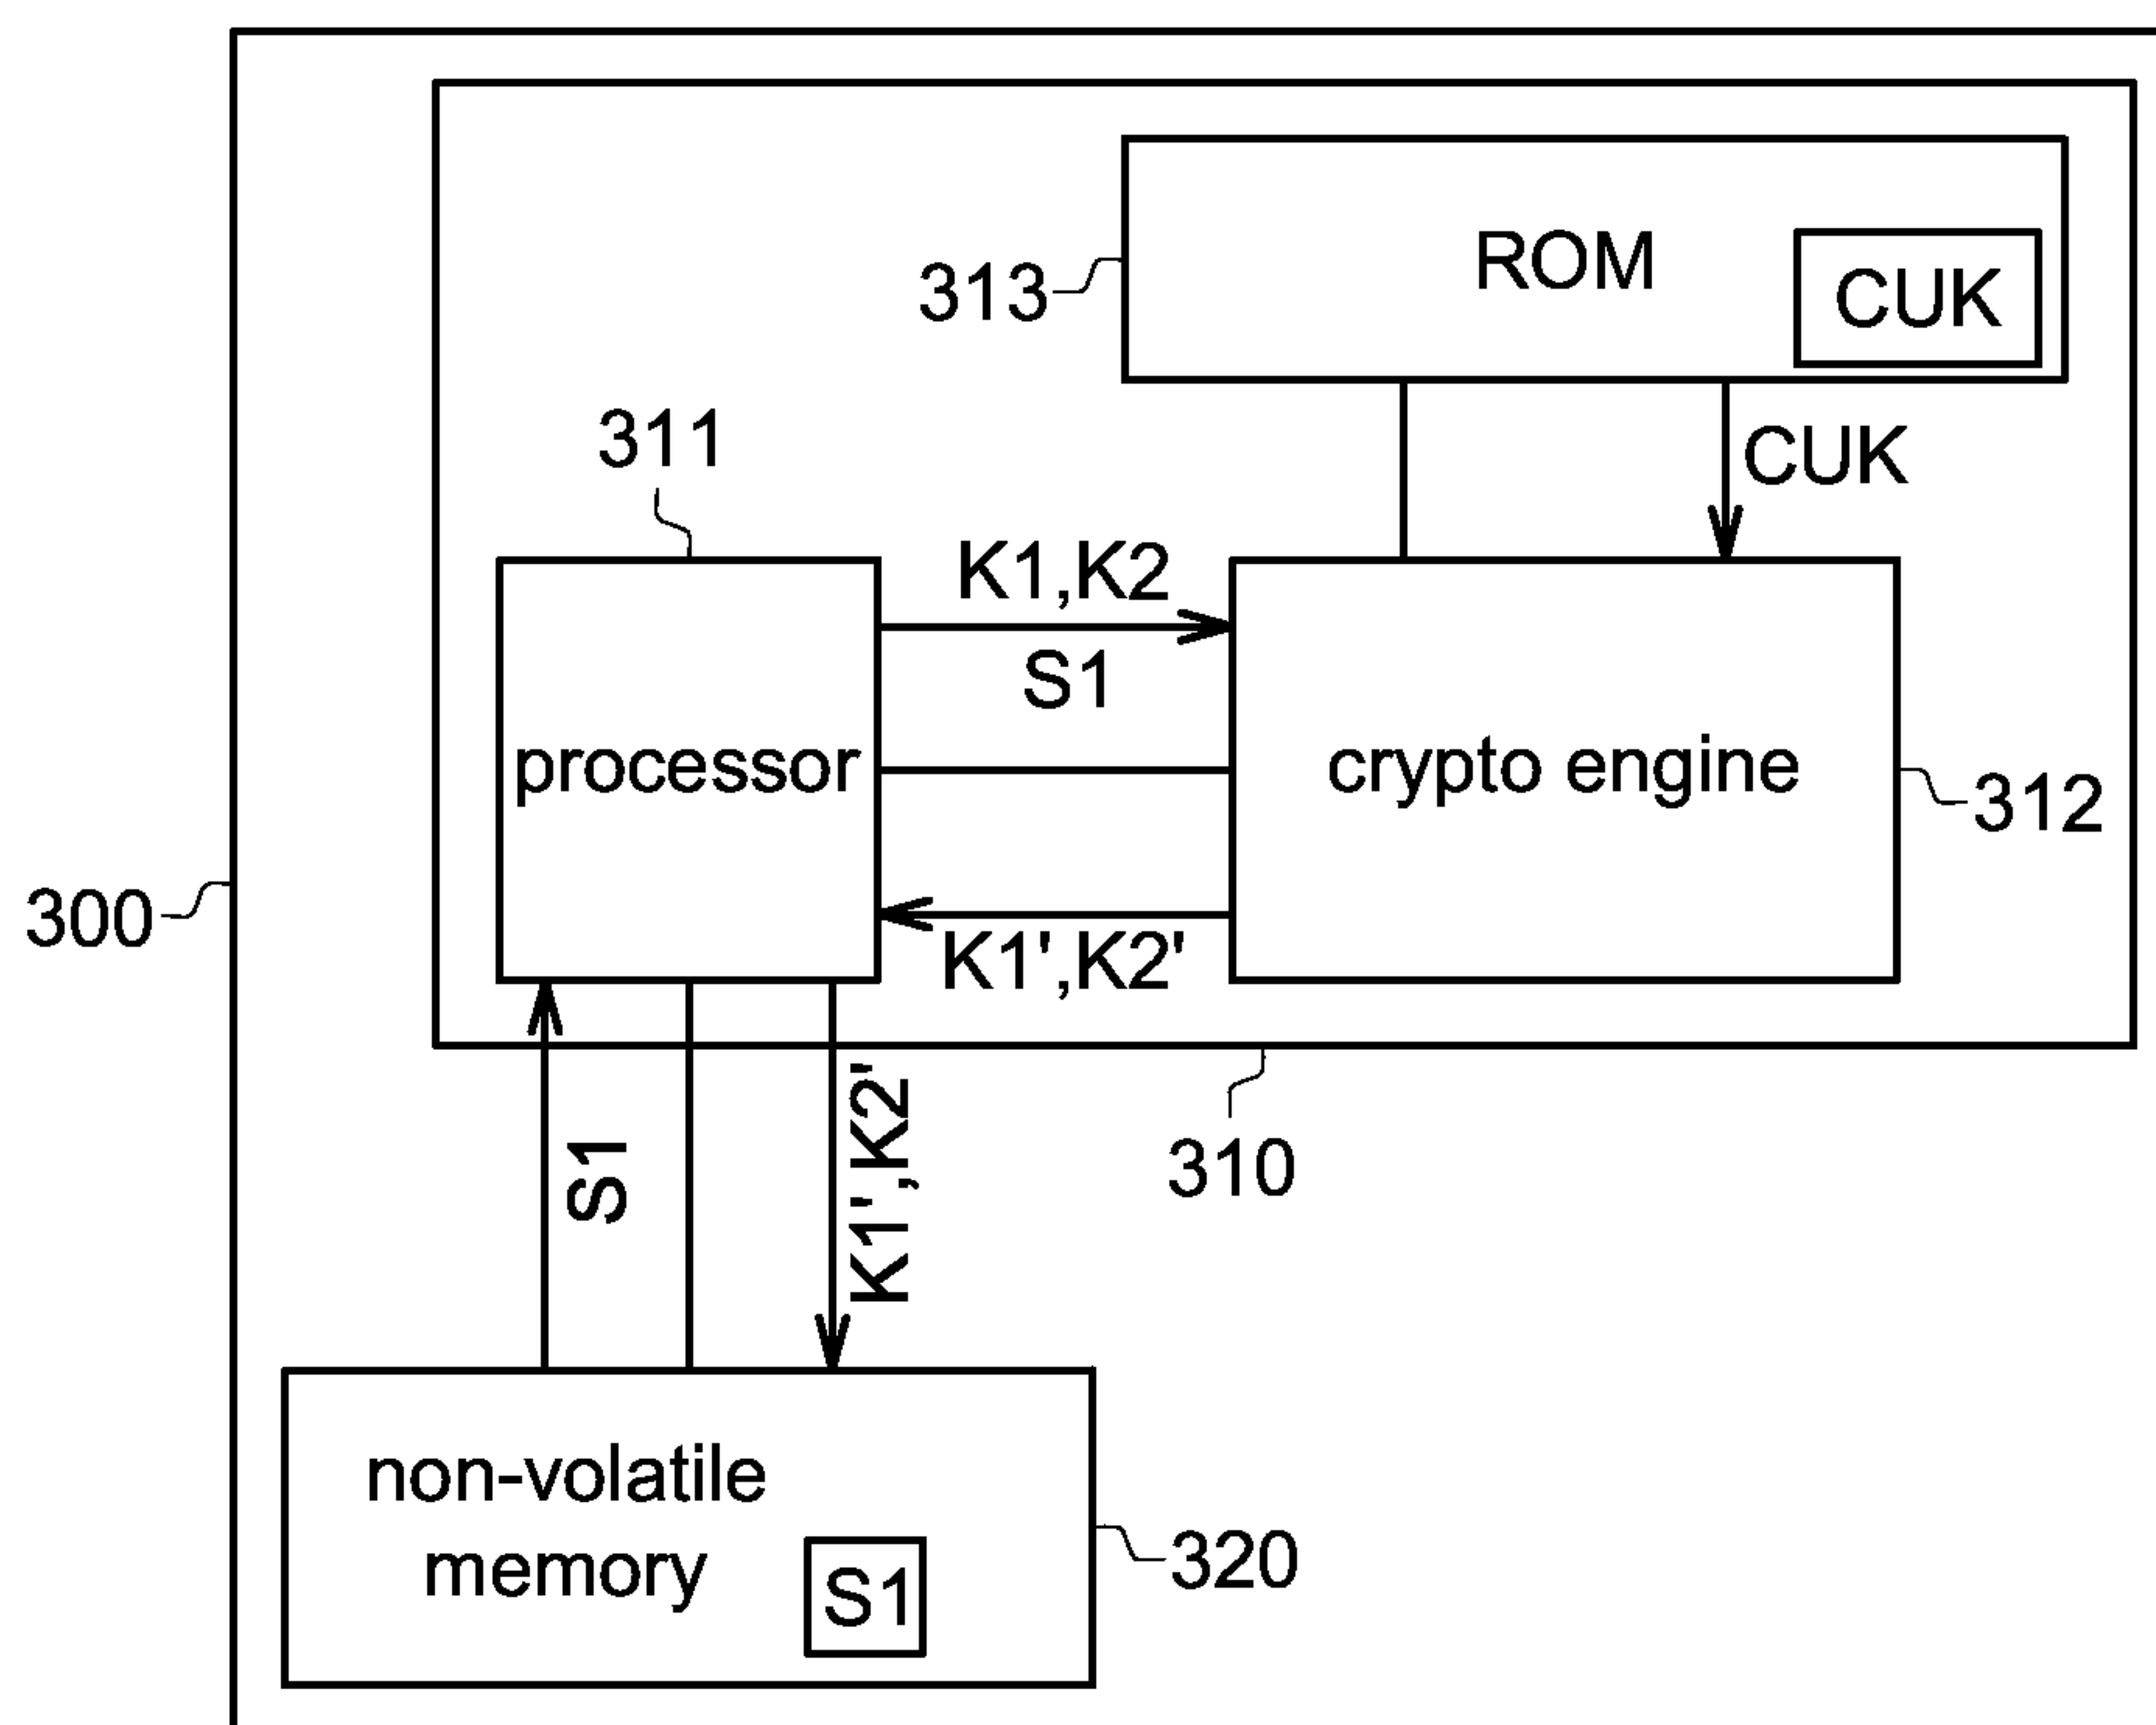 ROM
CUK
313
CUK
311
K1,K2
S1
processor
crypto engine
312
300
K1',K2'
S1
K1',K2'
310
non-volatile
memory
S1
320